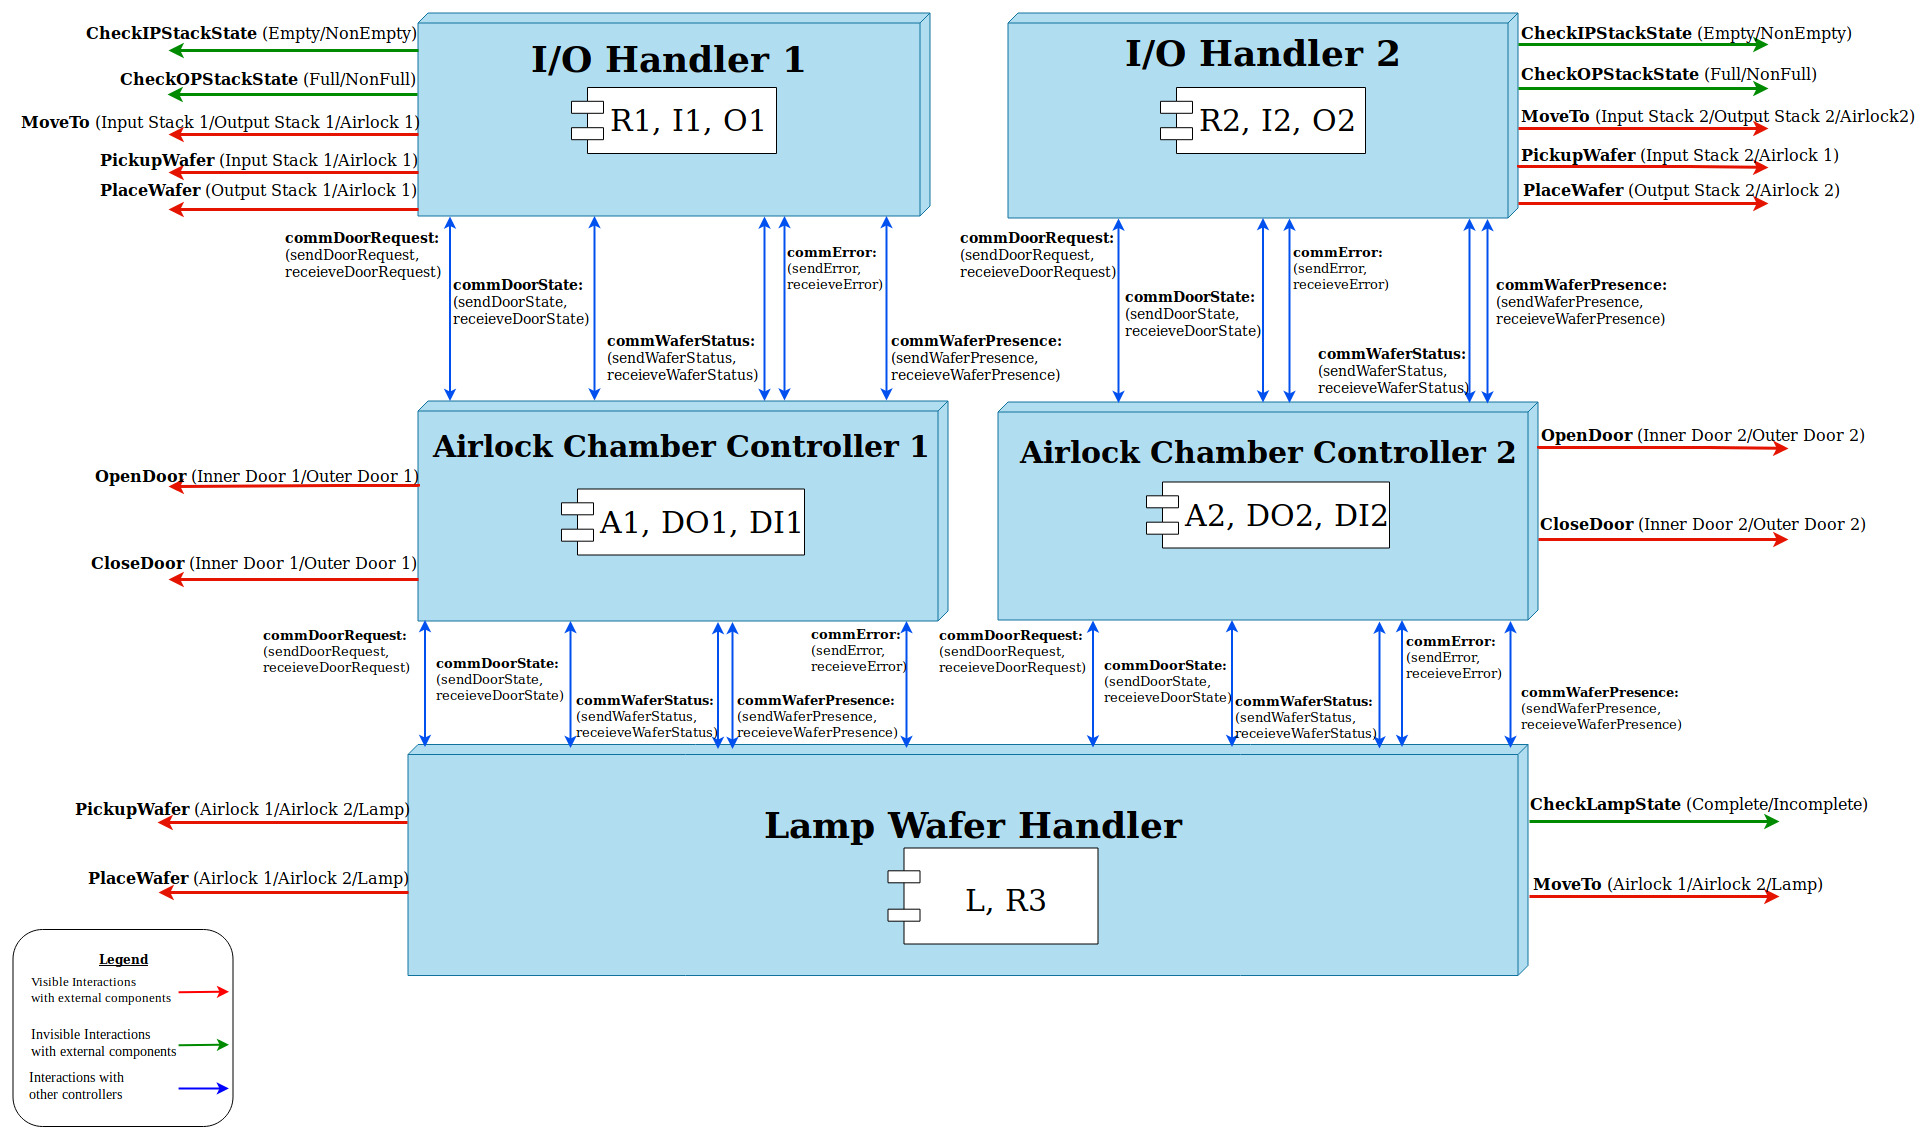 I/O Handler 1
R1, I1, O1
CheckIPStackState (Empty/NonEmpty)
CheckOPStackState (Full/NonFull)
MoveTo (Input Stack 1/Output Stack 1/Airlock 1)
PickupWafer (Input Stack 1/Airlock 1)
PlaceWafer (Output Stack 1/Airlock 1)
I/O Handler 2
R2, I2, O2
CheckIPStackState (Empty/NonEmpty)
CheckOPStackState (Full/NonFull)
MoveTo (Input Stack 2/Output Stack 2/Airlock2)
PickupWafer (Input Stack 2/Airlock 1)
PlaceWafer (Output Stack 2/Airlock 2)
commDoorRequest:
(sendDoorRequest,
receieveDoorRequest)
commDoorState:
(sendDoorState,
receieveDoorState)
commWaferStatus:
(sendWaferStatus,
receieveWaferStatus)
commError:
(sendError,
receieveError)
commWaferPresence:
(sendWaferPresence,
receieveWaferPresence)
commDoorRequest:
(sendDoorRequest,
receieveDoorRequest)
commDoorState:
(sendDoorState,
receieveDoorState)
commError:
(sendError,
receieveError)
commWaferStatus:
(sendWaferStatus,
receieveWaferStatus)
commWaferPresence:
(sendWaferPresence,
receieveWaferPresence)
Airlock Chamber Controller 1
A1, DO1, DI1
OpenDoor (Inner Door 1/Outer Door 1)
CloseDoor (Inner Door 1/Outer Door 1)
Airlock Chamber Controller 2
A2, DO2, DI2
OpenDoor (Inner Door 2/Outer Door 2)
CloseDoor (Inner Door 2/Outer Door 2)
commDoorRequest:
(sendDoorRequest,
receieveDoorRequest)
commDoorState:
(sendDoorState,
receieveDoorState)
commWaferStatus:
(sendWaferStatus,
receieveWaferStatus)
commWaferPresence:
(sendWaferPresence,
receieveWaferPresence)
commError:
(sendError,
receieveError)
commDoorRequest:
(sendDoorRequest,
receieveDoorRequest)
commDoorState:
(sendDoorState,
receieveDoorState)
commWaferStatus:
(sendWaferStatus,
receieveWaferStatus)
commError:
(sendError,
receieveError)
commWaferPresence:
(sendWaferPresence,
receieveWaferPresence)
Lamp Wafer Handler
L, R3
PickupWafer (Airlock 1/Airlock 2/Lamp)
PlaceWafer (Airlock 1/Airlock 2/Lamp)
CheckLampState (Complete/Incomplete)
MoveTo (Airlock 1/Airlock 2/Lamp)
Legend
Visible Interactions
with external components
Invisible Interactions
with external components
Interactions with
other controllers